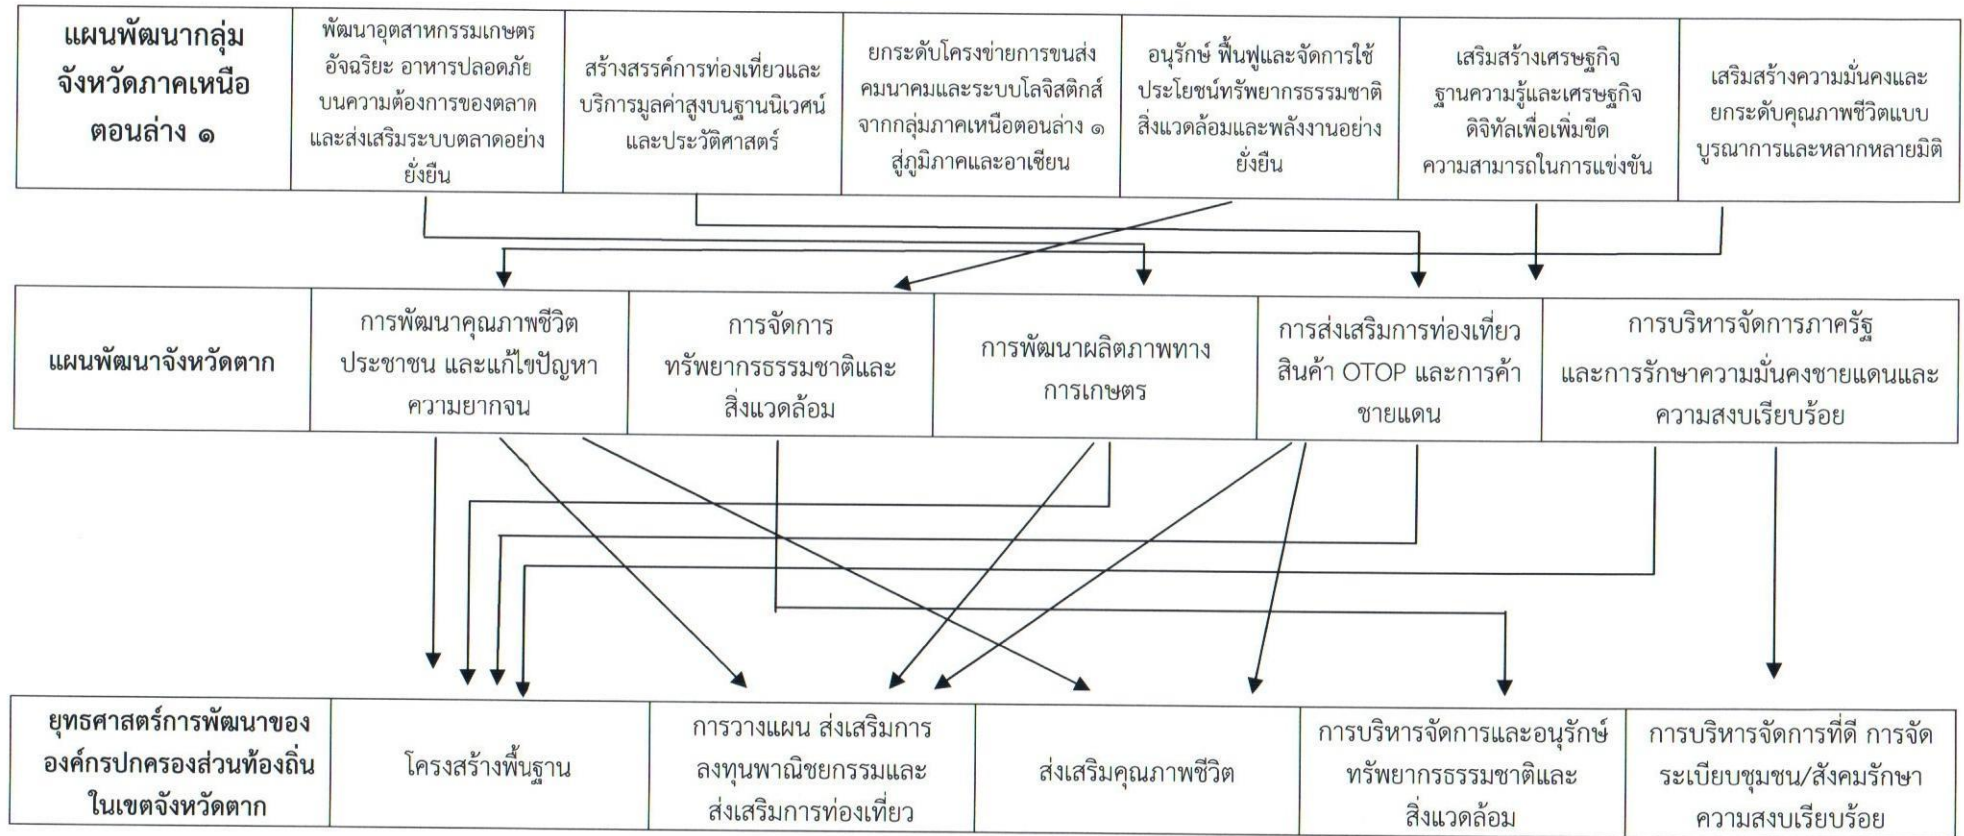 แผนพัฒนากลุ่ม
จังหวัดภาคเหนือ
ตอนล่าง ๑
พัฒนาอุตสาหกรรมเกษตร
อัจฉริยะ อาหารปลอดภัย
บนความต้องการของตลาด
และส่งเสริมระบบตลาดอย่าง
ยั่งยืน
สร้างสรรค์การท่องเที่ยวและ
บริการมูลค่าสูงบนฐานนิเวศน์
และประวัติศาสตร์
ยกระดับโครงข่ายการขนส่ง
คมนาคมและระบบโลจิสติกส์
จากกลุ่มภาคเหนือตอนล่าง ๑
สู่ภูมิภาคและอาเซียน
อนุรักษ์ ฟื้นฟูและจัดการใช้
ประโยชน์ทรัพยากรธรรมชาติ
สิ่งแวดล้อมและพลังงานอย่าง
ยั่งยืน
เสริมสร้างเศรษฐกิจ
ฐานความรู้และเศรษฐกิจ
ดิจิทัลเพื่อเพิ่มขีด
ความสามารถในการแข่งขัน
เสริมสร้างความมั่นคงและ
ยกระดับคุณภาพชีวิตแบบ
บูรณาการและหลากหลายมิติ
แผนพัฒนาจังหวัดตาก
การพัฒนาคุณภาพชีวิต
ประชาชน และแก้ไขปัญหา
ความยากจน
การจัดการ
ทรัพยากรธรรมชาติและ
สิ่งแวดล้อม
การพัฒนาผลิตภาพทาง
การเกษตร
การส่งเสริมการท่องเที่ยว
สินค้า OTOP และการค้า
ชายแดน
การบริหารจัดการภาครัฐ
และการรักษาความมั่นคงชายแดนและ
ความสงบเรียบร้อย
ยุทธศาสตร์การพัฒนาของ
องค์กรปกครองส่วนท้องถิ่น
ในเขตจังหวัดตาก
โครงสร้างพื้นฐาน
การวางแผน ส่งเสริมการ
ลงทุนพาณิชยกรรมและ
ส่งเสริมการท่องเที่ยว
ส่งเสริมคุณภาพชีวิต
การบริหารจัดการและอนุรักษ์
ทรัพยากรธรรมชาติและ
สิ่งแวดล้อม
การบริหารจัดการที่ดี การจัด
ระเบียบชุมชน/สังคมรักษา
ความสงบเรียบร้อย